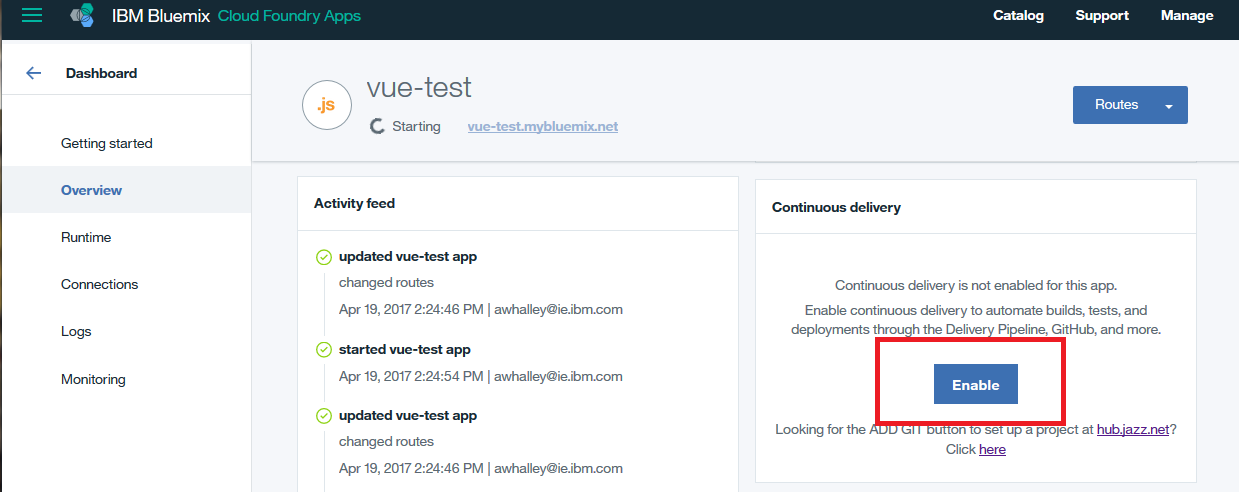 IBM Bluemix Cloud Foundry Apps
Catalog
Support
Manage
Dashboard
Getting started
Overview
Runtime
Connections
Logs
Monitoring
.js
vue-test
Starting
vue-test.mybluemix.net
Routes
Activity feed
updated vue-test app
changed routes
Apr 19, 2017 2:24:46 PM | awhalley@ie.ibm.com
started vue-test app
Apr 19, 2017 2:24:54 PM | awhalley@ie.ibm.com
updated vue-test app
changed routes
Apr 19, 2017 2:24:46 PM | awhalley@ie.ibm.com
Continuous delivery
Continuous delivery is not enabled for this app.
Enable continuous delivery to automate builds, tests, and
deployments through the Delivery Pipeline, GitHub, and more.
Enable
Looking for the ADD GIT button to set up a project at hub.jazz.net?
Click here